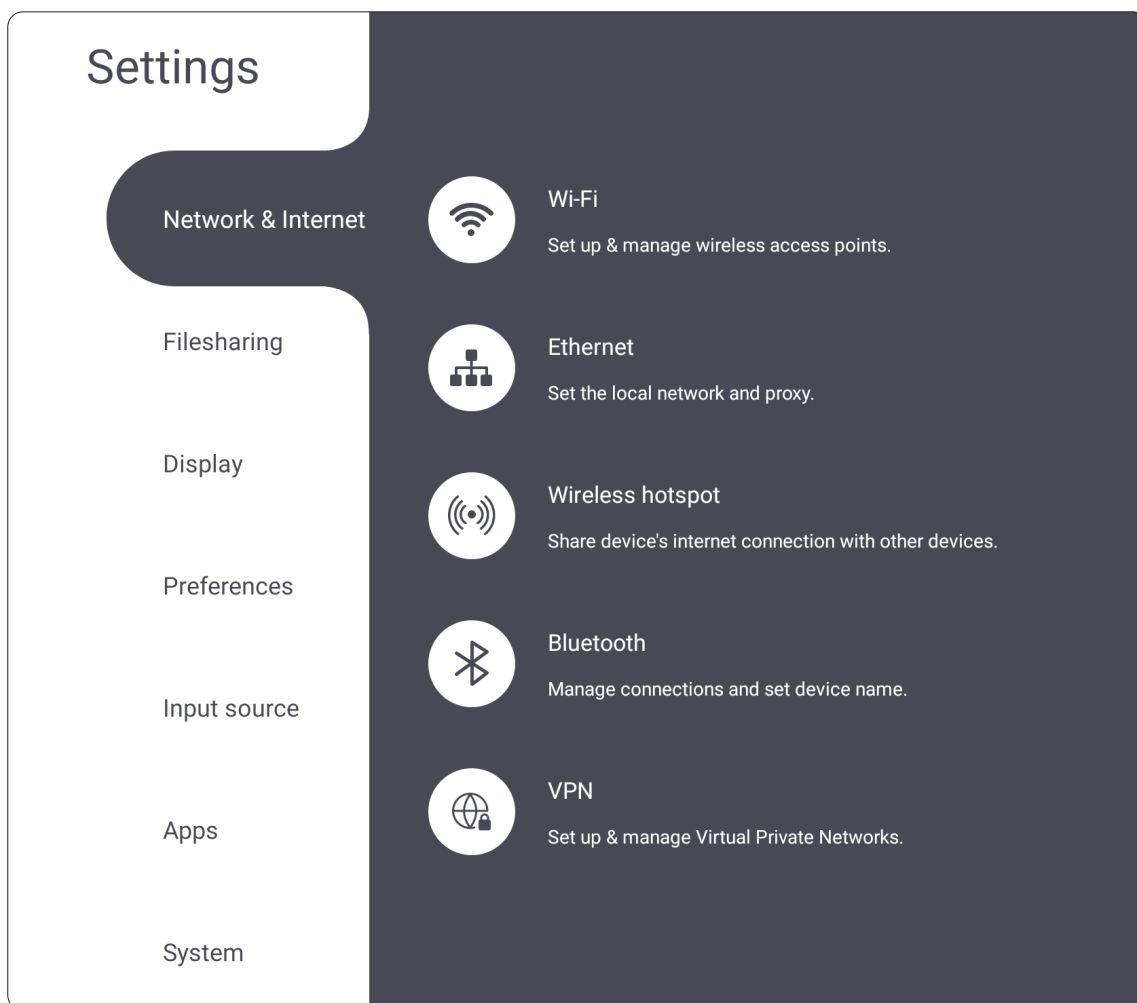 Settings
Network & Internet
Filesharing
Display
Preferences
Input source
Apps
System
Wi-Fi
Set up & manage wireless access points.
Ethernet
Set the local network and proxy.
Wireless hotspot
Share device's internet connection with other devices.
Bluetooth
Manage connections and set device name.
VPN
Set up & manage Virtual Private Networks.